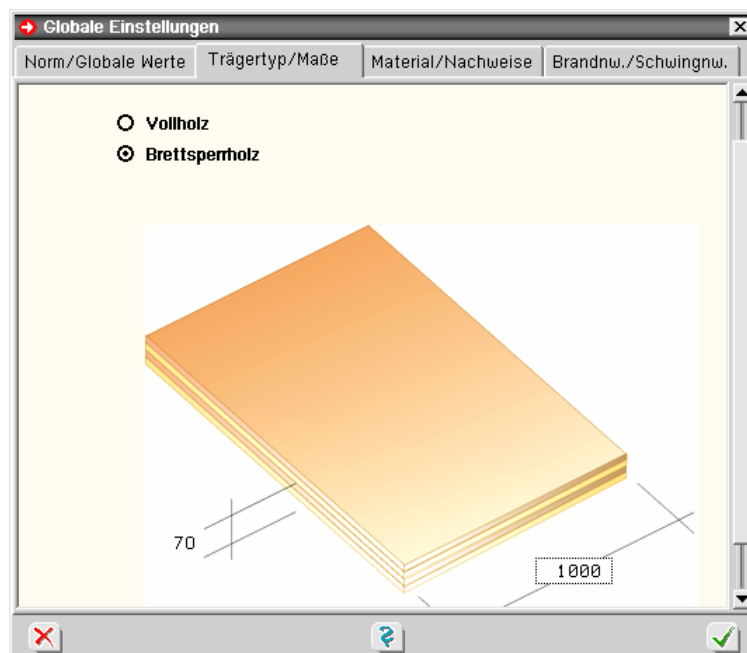 Globale Einstellungen
Norm/Globale Werte Trägertyp/Maße Material/Nachweise Brandnw./Schwingnw.
Vollholz
Brettsperrholz
70
1000